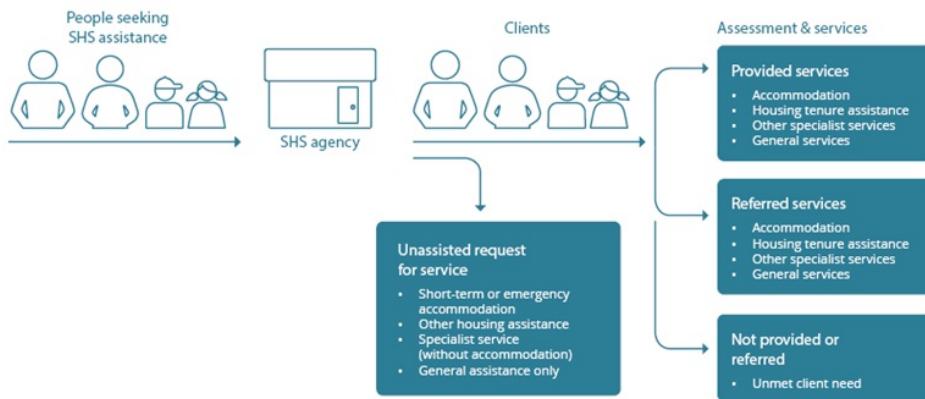 People seeking
SHS assistance
SHS agency
Clients
Assessment & services
Provided services
• Accommodation
• Housing tenure assistance
• Other specialist services
• General services
Referred services
• Accommodation
• Housing tenure assistance
• Other specialist services
• General services
Not provided or
referred
• Unmet client need
Unassisted request
for service
• Short-term or emergency
accommodation
• Other housing assistance
• Specialist service
(without accommodation)
• General assistance only